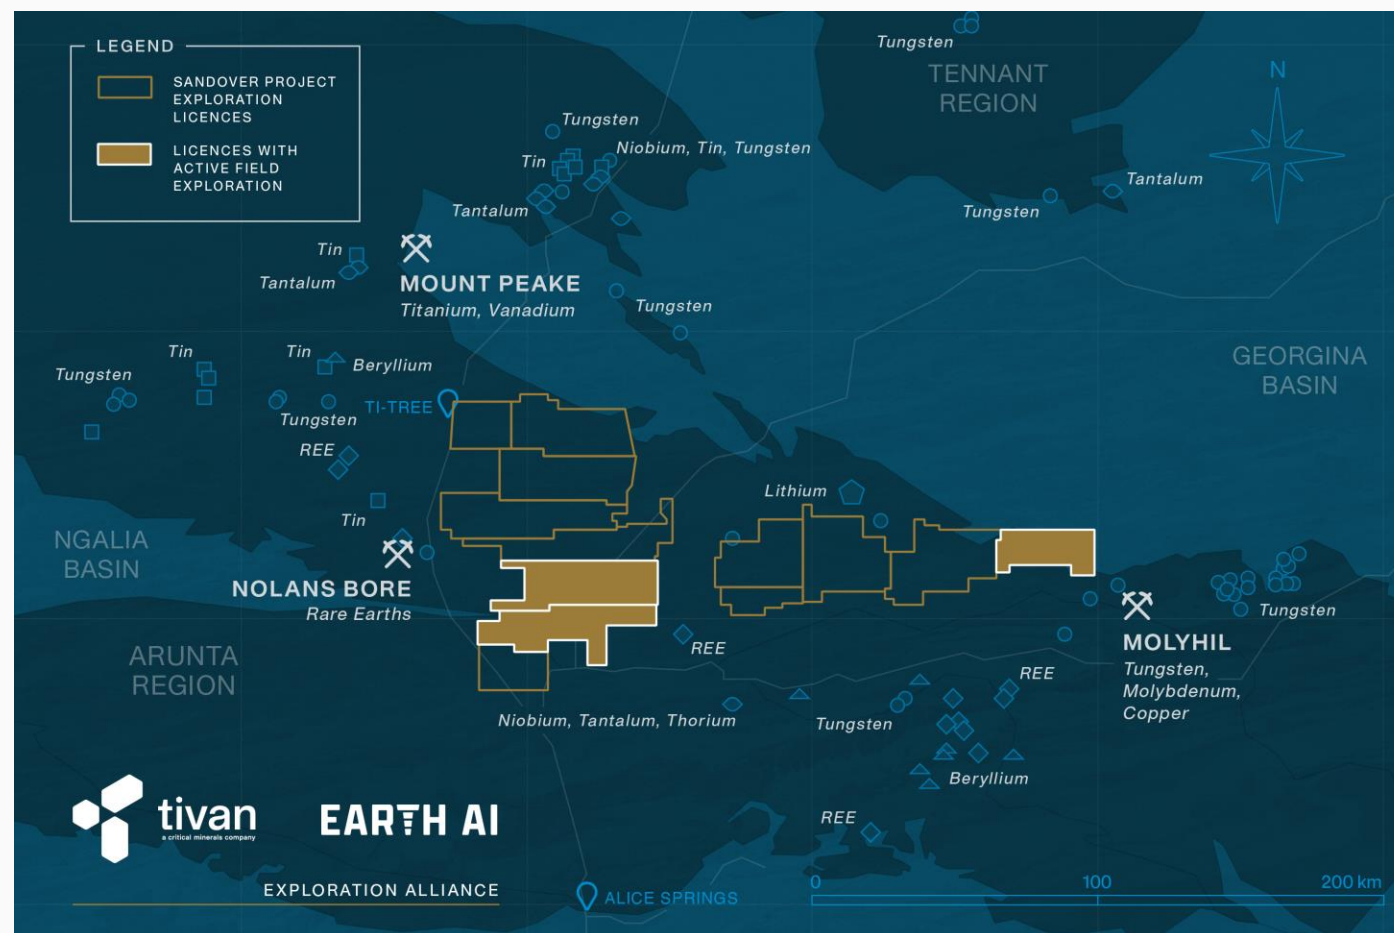 LEGEND
SANDOVER PROJECT
EXPLORATION
LICENCES
LICENCES WITH
ACTIVE FIELD
EXPLORATION
Tungsten
TENNANT
REGION
N
Tungsten
Tin
Niobium, Tin, Tungsten
Tantalum
Tantalum
Tungsten
Tin
Tantalum
MOUNT PEAKE
Titanium, Vanadium
Tungsten
Tin
Tin
Beryllium
Tungsten
GEORGINA
BASIN
TI-TREE
Tungsten
REE
Lithium
Tin
NGALIA
BASIN
NOLANS BORE
Rare Earths
Tungsten
MOLYHIL
Tungsten,
Molybdenum,
Copper
REE
ARUNTA
REGION
REE
Niobium, Tantalum, Thorium
Tungsten
Beryllium
REE
tivan
a critical minerals company
EARTH AI
EXPLORATION ALLIANCE
ALICE SPRINGS
0
100
200 km